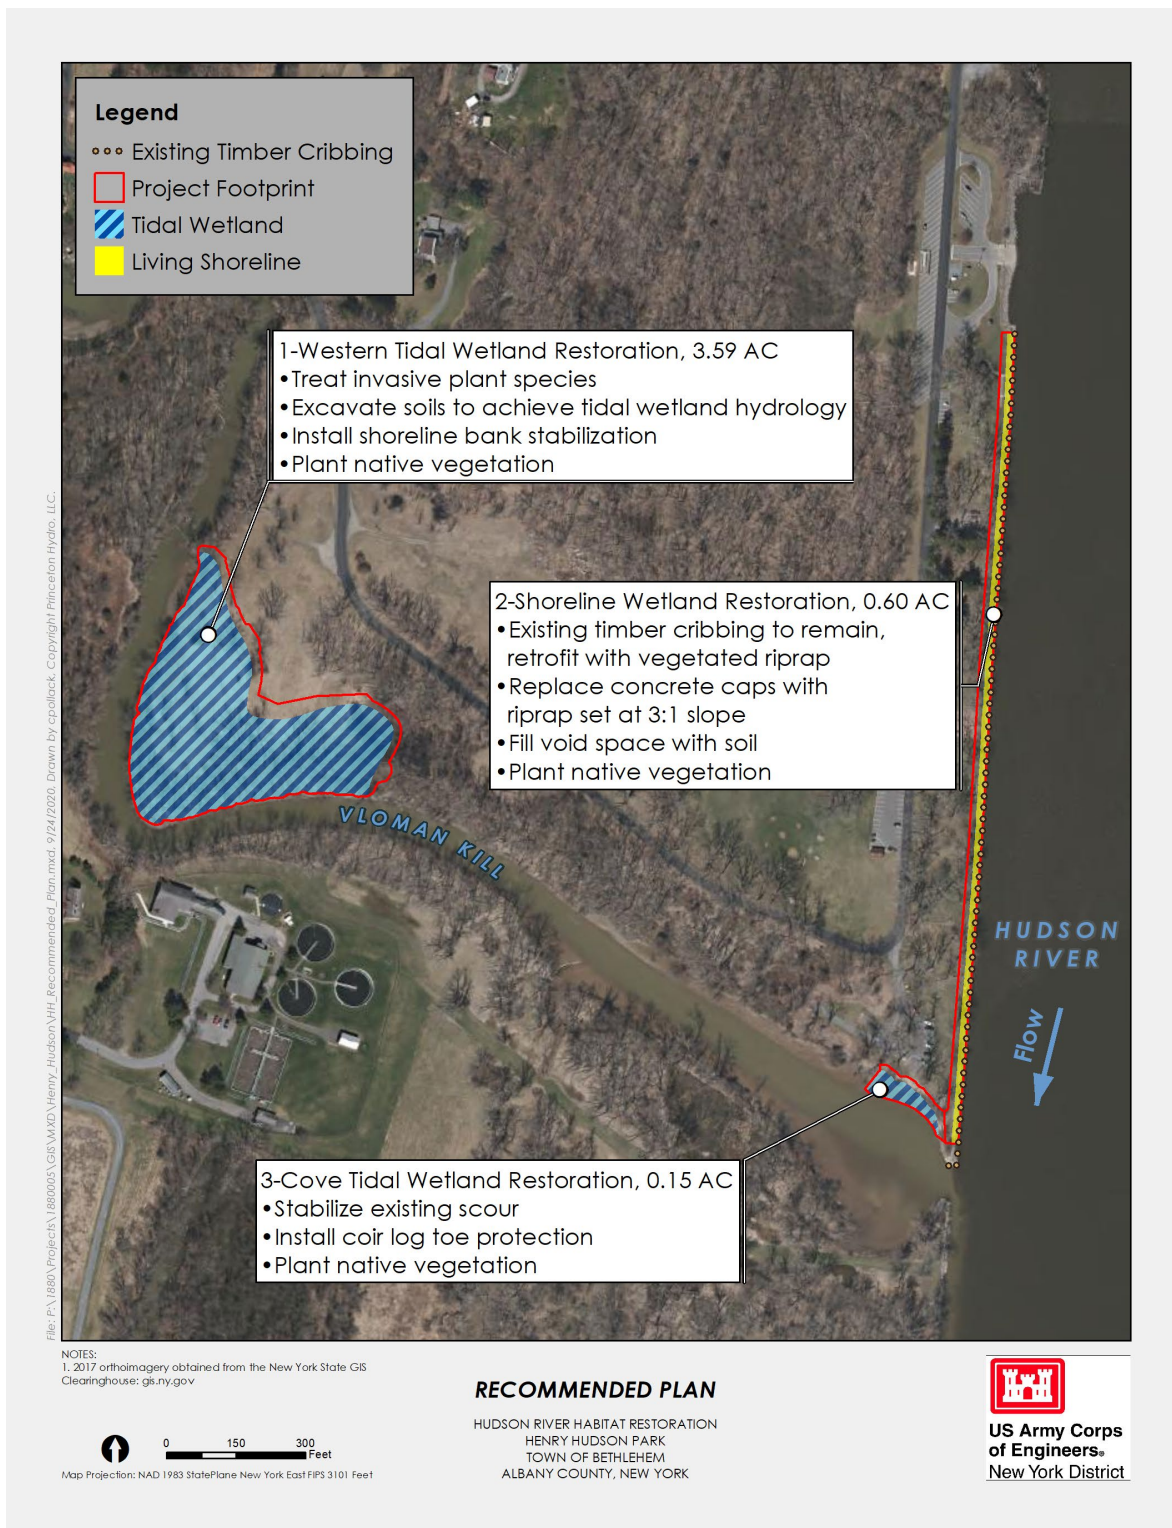 Legend
Existing Timber Cribbing
Project Footprint
Tidal Wetland
Living Shoreline
1-Western Tidal Wetland Restoration, 3.59 AC
•Treat invasive plant species
•Excavate soils to achieve tidal wetland hydrology
•Install shoreline bank stabilization
•Plant native vegetation
2-Shoreline Wetland Restoration, 0.60 AC
•Existing timber cribbing to remain,
retrofit with vegetated riprap
•Replace concrete caps with
riprap set at 3:1 slope
•Fill void space with soil
•Plant native vegetation
VLOMAN KILL
HUDSON
RIVER
Flow
3-Cove Tidal Wetland Restoration, 0.15 AC
•Stabilize existing scour
•Install coir log toe protection
•Plant native vegetation
File: P:\1880\Projects\1880005\GIS\MXD\Henry_Hudson\HH_Recommended_Plan.mxd, 9/24/2020, Drawn by cpollack, Copyright Princeton Hydro, LLC.
NOTES:
1. 2017 orthoimagery obtained from the New York State GIS
Clearinghouse: gis.ny.gov
0 150 300
Feet
Map Projection: NAD 1983 StatePlane New York East FIPS 3101 Feet
RECOMMENDED PLAN
HUDSON RIVER HABITAT RESTORATION
HENRY HUDSON PARK
TOWN OF BETHLEHEM
ALBANY COUNTY, NEW YORK
US Army Corps
of Engineers®
New York District